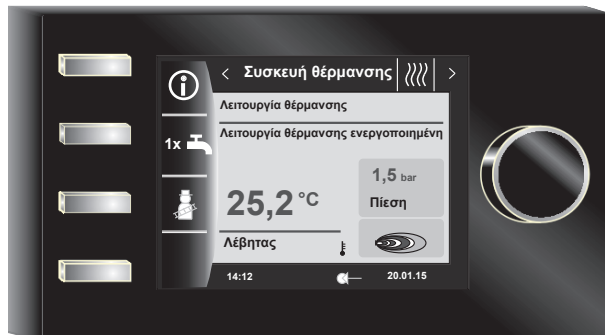 < Συσκευή θέρμανσης >
Λειτουργία θέρμανσης
Λειτουργία θέρμανσης ενεργοποιημένη
1x
1,5 bar
Πίεση
25,2 °C
Λέβητας
14:12 20.01.15